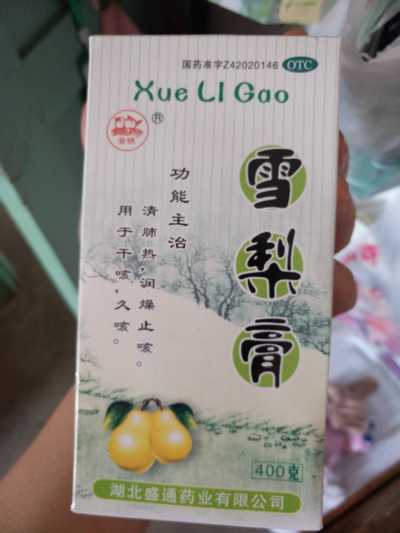 国药准字Z42020146 OTC
Xue LI Gao
®
雪梨膏
功能主治
清肺热,润燥止咳。
用于干咳,久咳。
400克
湖北盛通药业有限公司